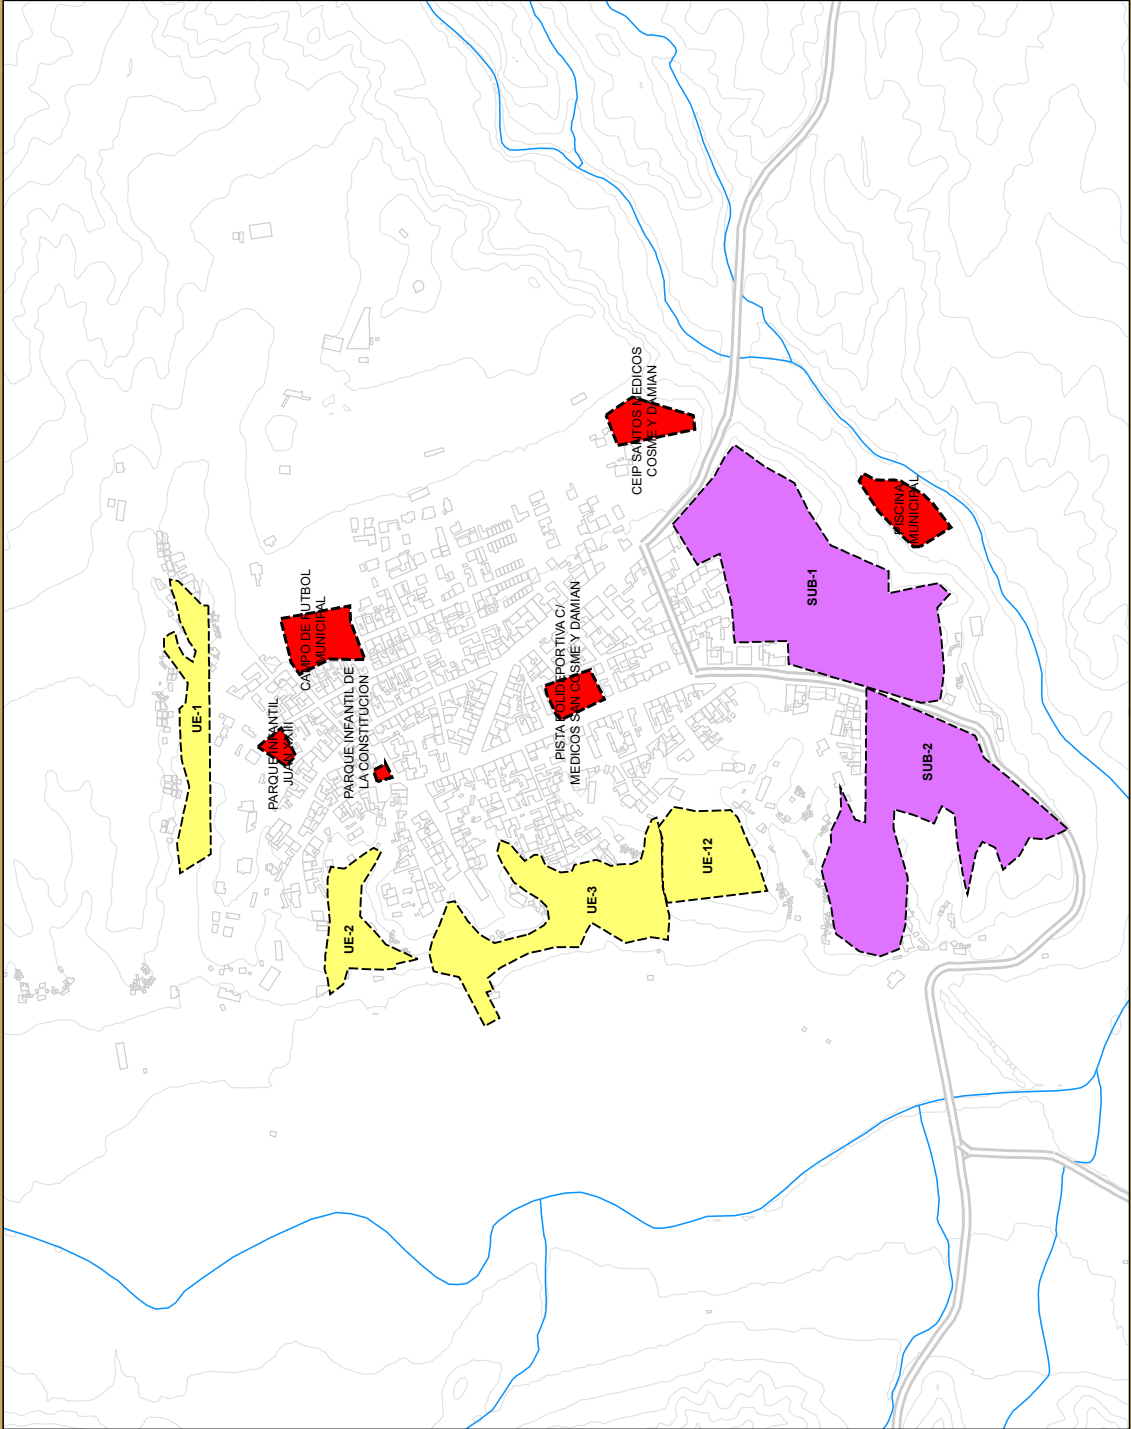 UE-1
PARQUE INFANTIL
JUAN XXIII
CAMPO DE FUTBOL
MUNICIPAL
PARQUE INFANTIL DE
LA CONSTITUCION
UE-2
UE-3
UE-12
PISTA POLIDEPORTIVA C/
MEDICOS SAN COSME Y DAMIAN
CEIP SANTOS MEDICOS
COSME Y DAMIAN
SUB-1
PISCINA
MUNICIPAL
SUB-2